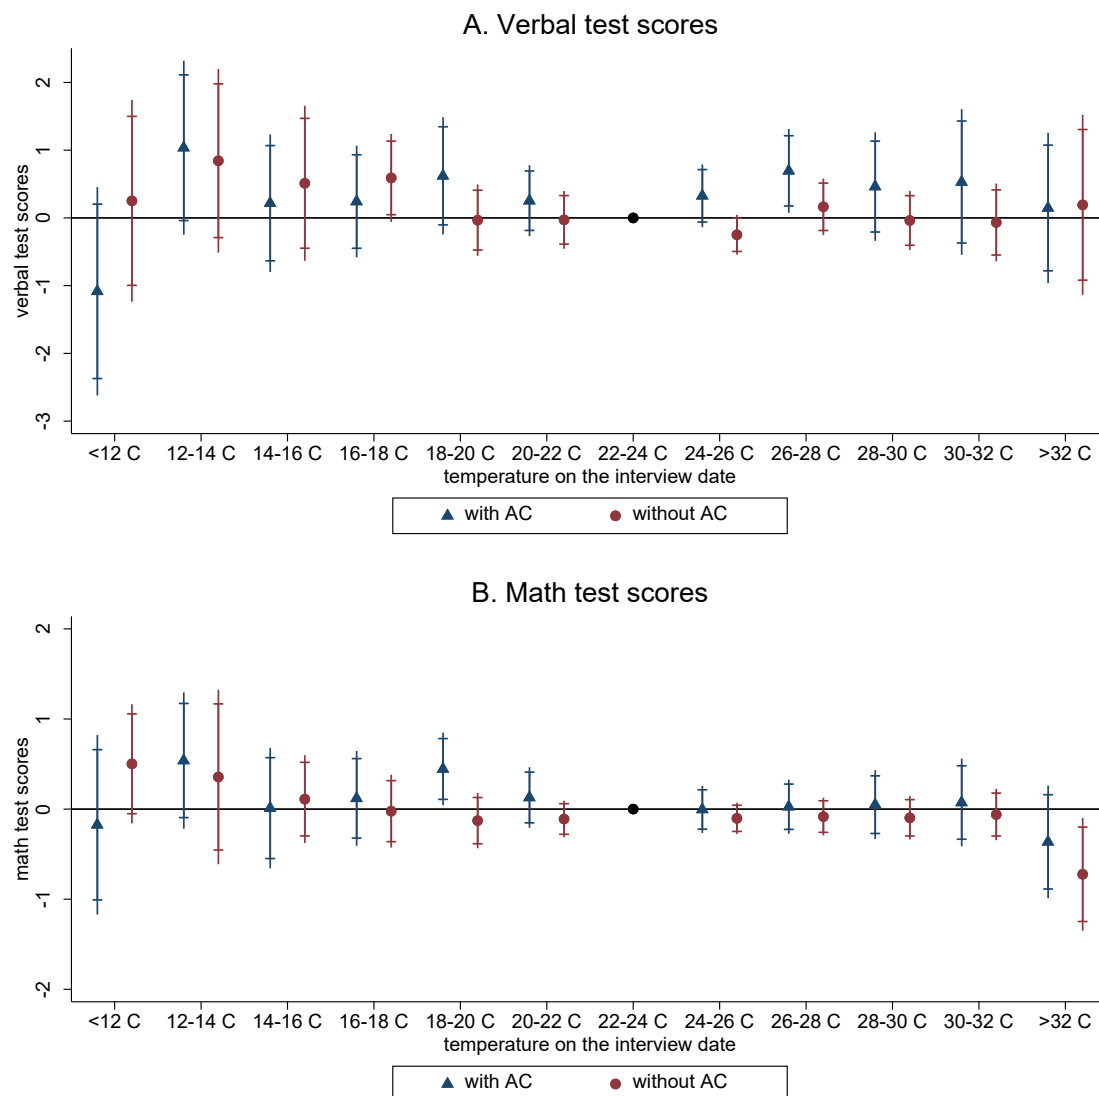 A. Verbal test scores
verbal test scores
2
1
0
-1
-2
-3
<12 C 12-14 C 14-16 C 16-18 C 18-20 C 20-22 C 22-24 C 24-26 C 26-28 C 28-30 C 30-32 C >32 C
temperature on the interview date
with AC without AC
B. Math test scores
math test scores
2
1
0
-1
-2
<12 C 12-14 C 14-16 C 16-18 C 18-20 C 20-22 C 22-24 C 24-26 C 26-28 C 28-30 C 30-32 C >32 C
temperature on the interview date
with AC without AC